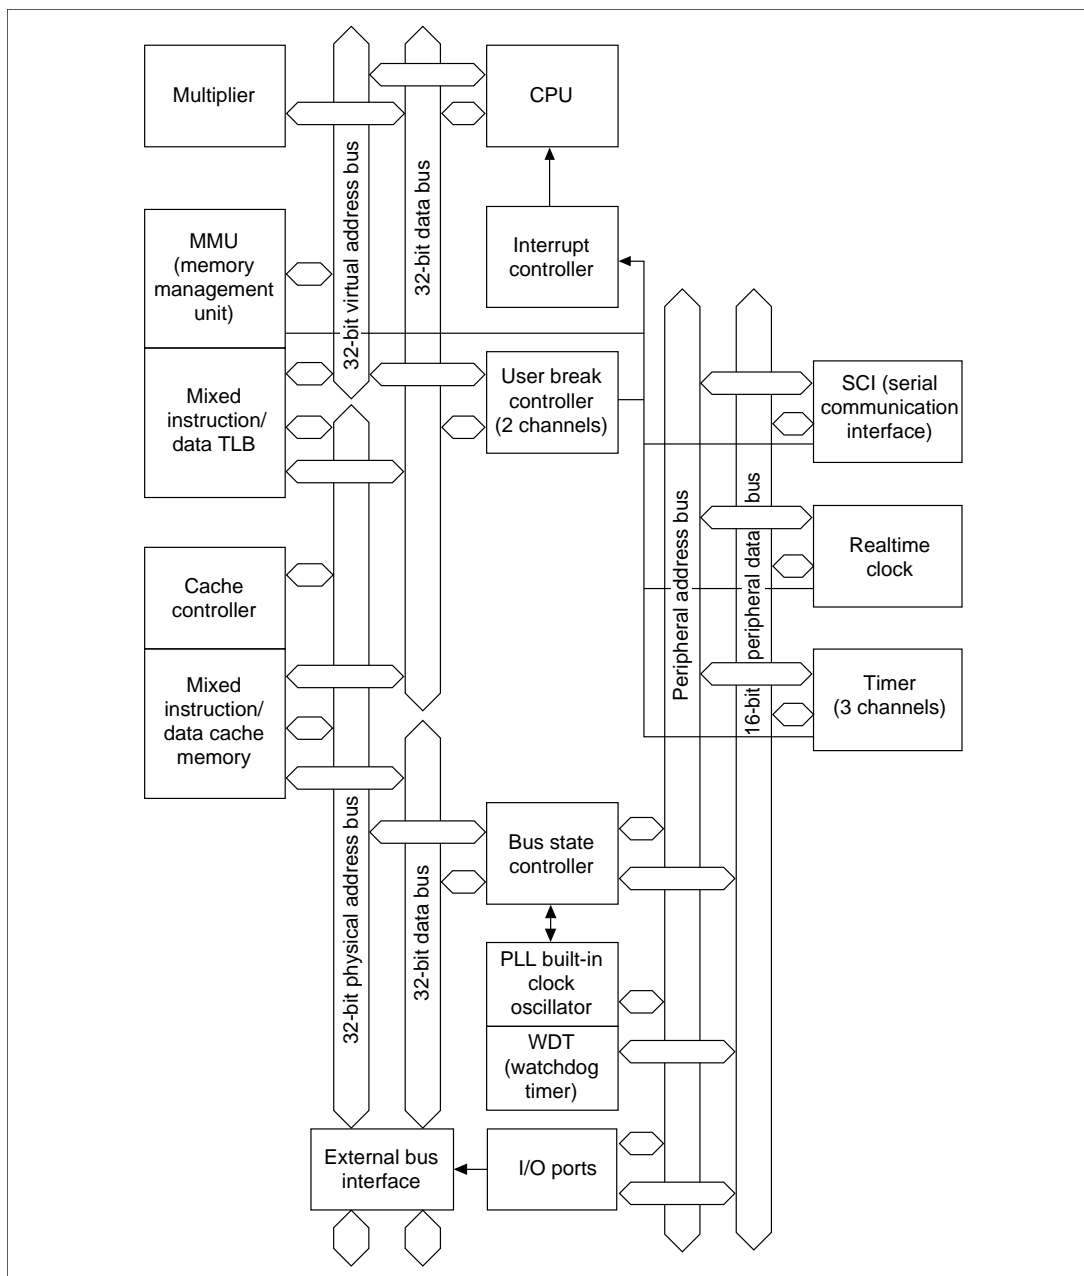 Multiplier
CPU
32-bit virtual address bus
32-bit data bus
MMU
(memory
management
unit)
Interrupt
controller
Mixed
instruction/
data TLB
User break
controller
(2 channels)
SCI (serial
communication
interface)
Peripheral address bus
16-bit peripheral data bus
Realtime
clock
Cache
controller
Mixed
instruction/
data cache
memory
Timer
(3 channels)
32-bit physical address bus
32-bit data bus
Bus state
controller
PLL built-in
clock
oscillator
WDT
(watchdog
timer)
External bus
interface
I/O ports